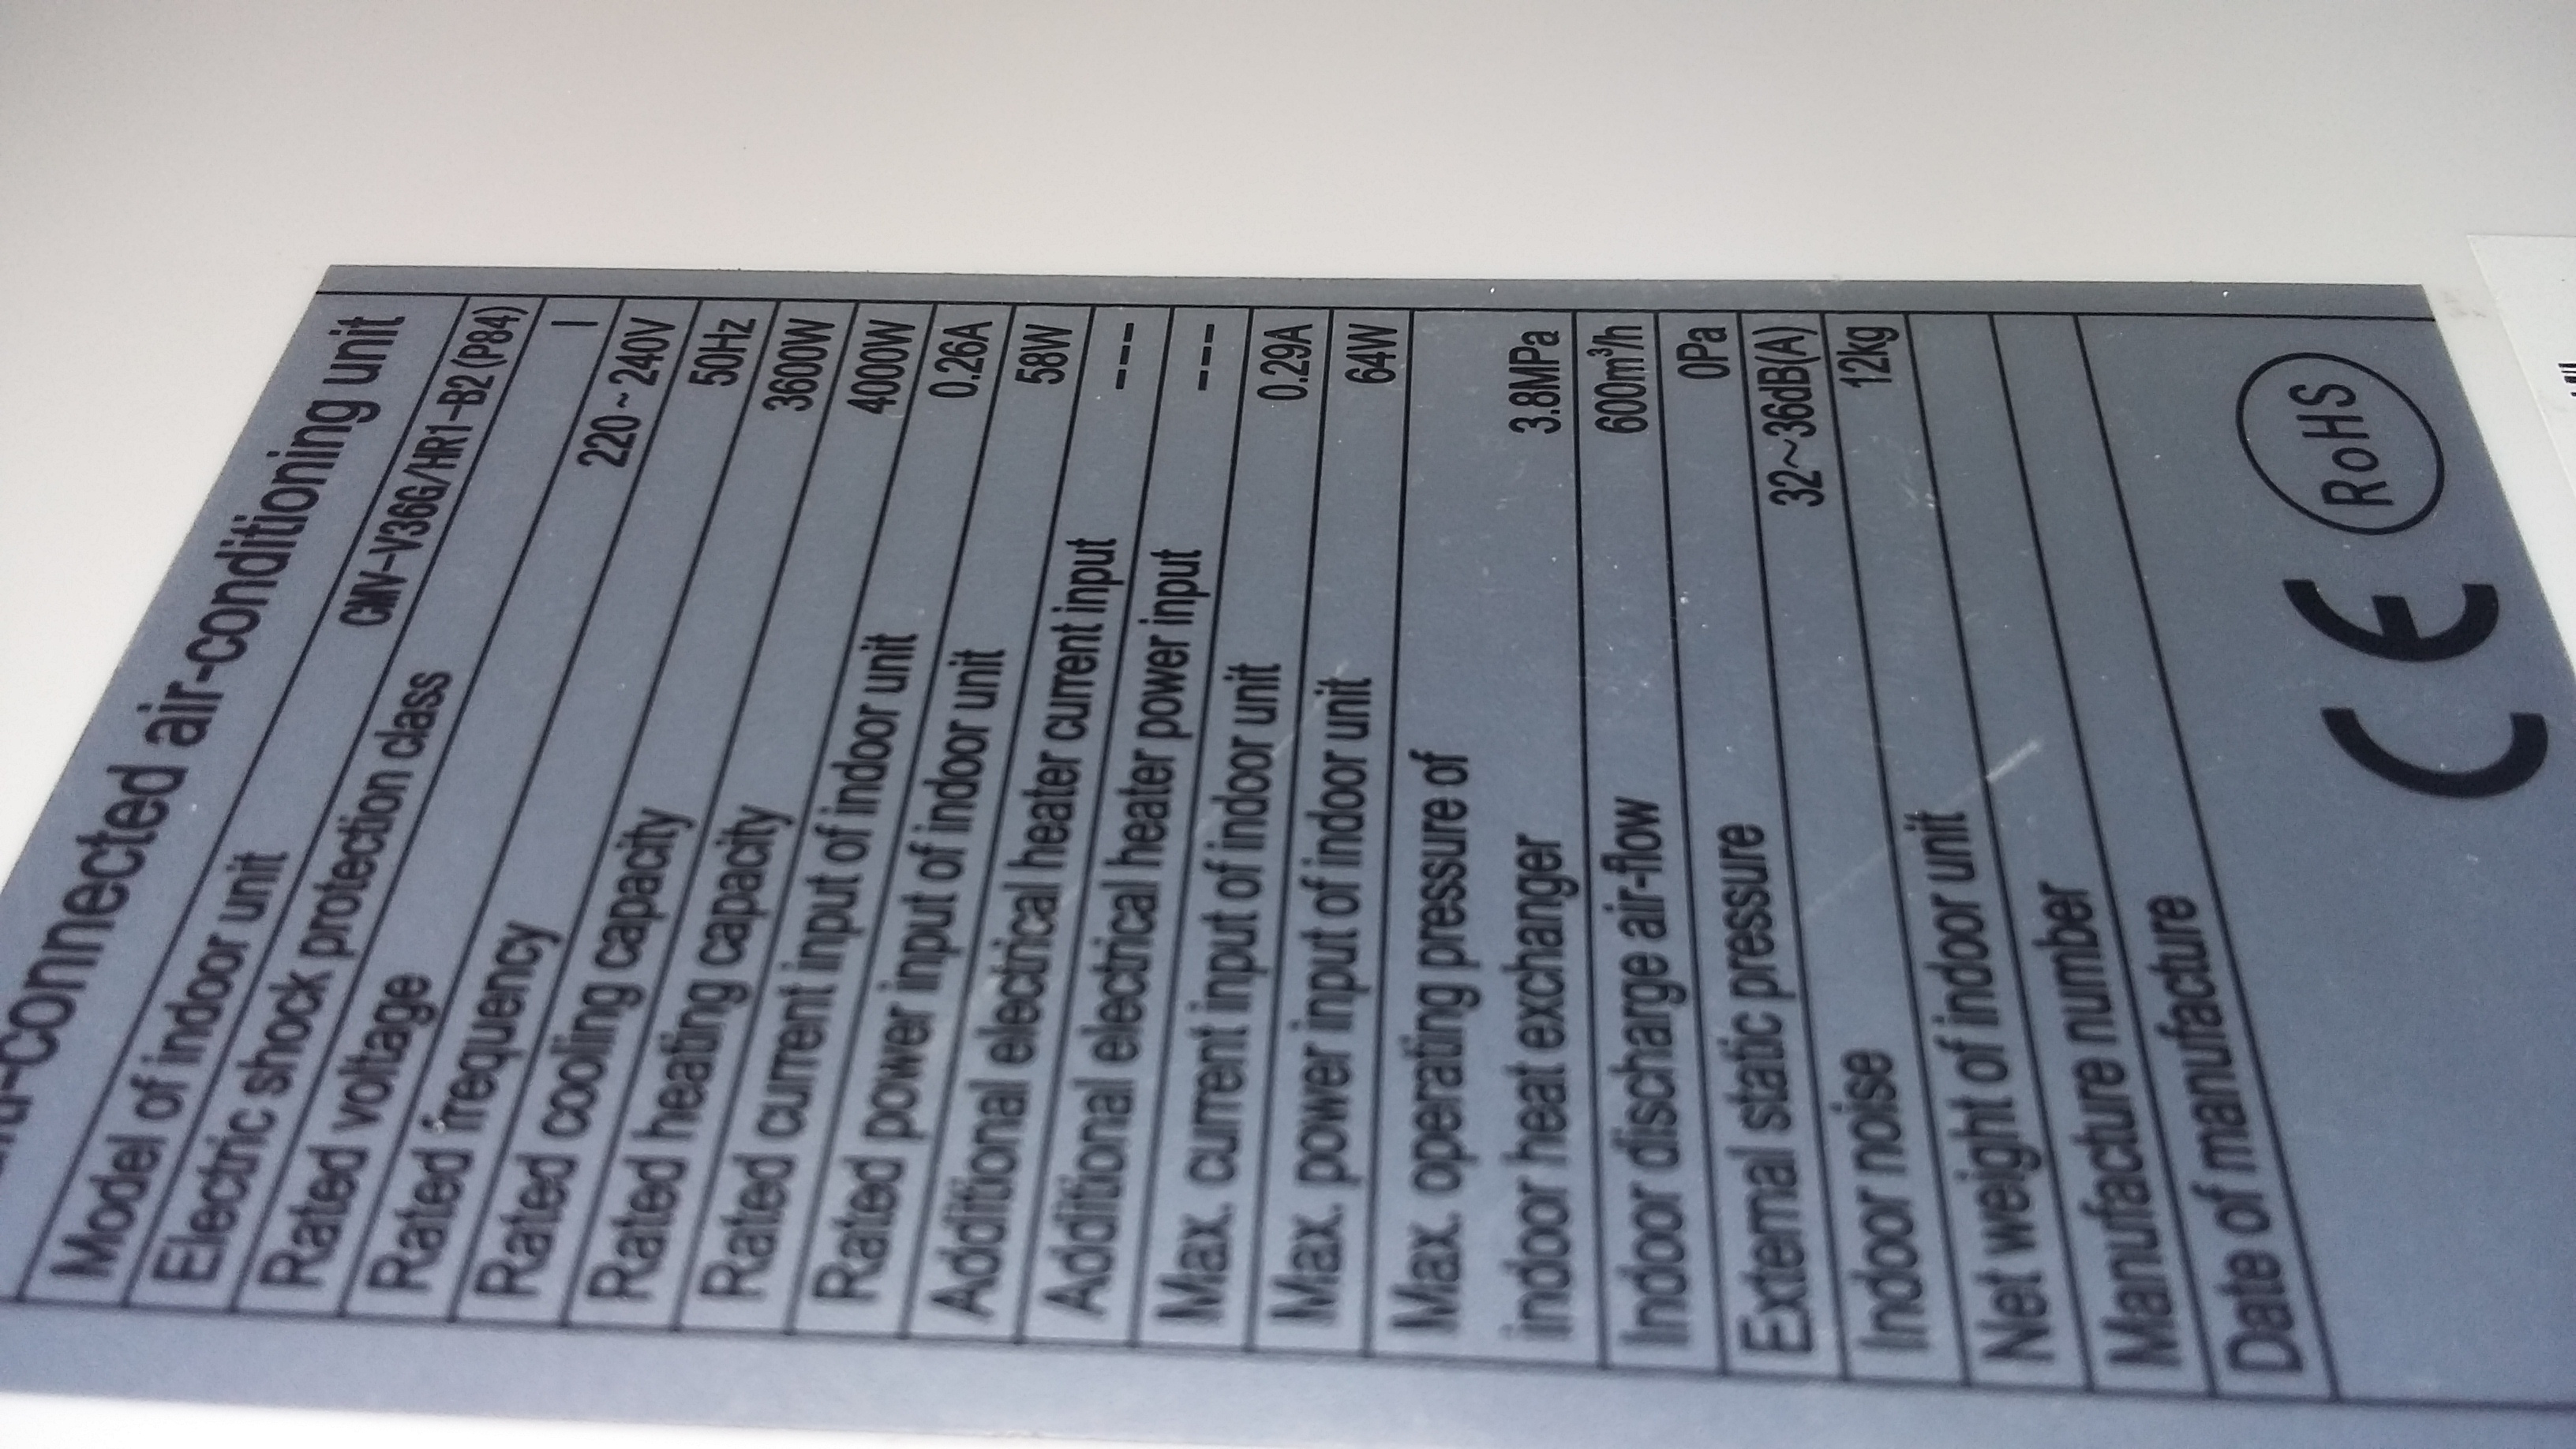 -connected air-conditioning unit
Model of indoor unit GMV-V36G/HR1-B2(P84)
Electric shock protection class I
Rated voltage 220~240V
Rated frequency 50Hz
Rated cooling capacity 3600W
Rated heating capacity 4000W
Rated current input of indoor unit 0.26A
Rated power input of indoor unit 58W
Additional electrical heater current input ---
Additional electrical heater power input ---
Max. current input of indoor unit 0.29A
Max. power input of indoor unit 64W
Max. operating pressure of
indoor heat exchanger 3.8MPa
Indoor discharge air-flow 600m³/h
External static pressure 0Pa
Indoor noise 32~36dB(A)
Net weight of indoor unit 12kg
Manufacture number
Date of manufacture
CE RoHS